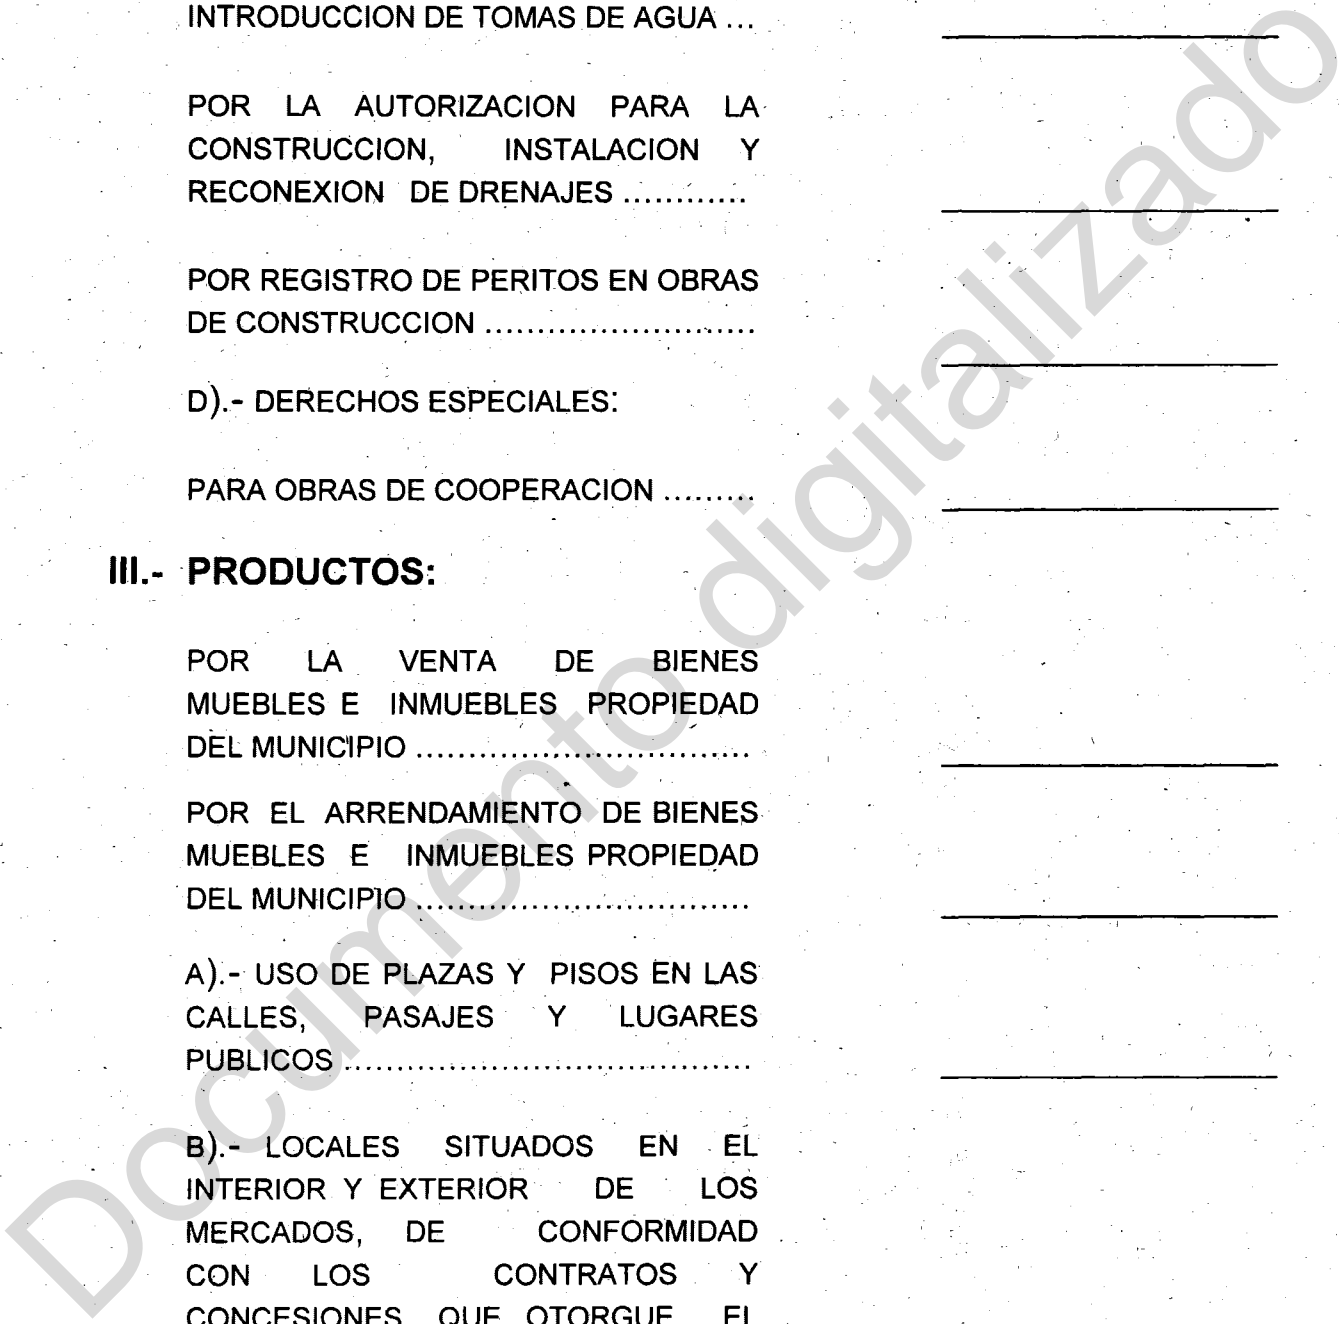 INTRODUCCION DE TOMAS DE AGUA ...
POR LA AUTORIZACION PARA LA
CONSTRUCCION, INSTALACION Y
RECONEXION DE DRENAJES ............
POR REGISTRO DE PERITOS EN OBRAS
DE CONSTRUCCION ..........................
D).- DERECHOS ESPECIALES:
PARA OBRAS DE COOPERACION .........
III.- PRODUCTOS:
POR LA VENTA DE BIENES
MUEBLES E INMUEBLES PROPIEDAD
DEL MUNICIPIO ................................
POR EL ARRENDAMIENTO DE BIENES
MUEBLES E INMUEBLES PROPIEDAD
DEL MUNICIPIO ................................
A).- USO DE PLAZAS Y PISOS EN LAS
CALLES, PASAJES Y LUGARES
PUBLICOS .......................................
B).- LOCALES SITUADOS EN EL
INTERIOR Y EXTERIOR DE LOS
MERCADOS, DE CONFORMIDAD
CON LOS CONTRATOS Y
CONCESIONES QUE OTORGUE EL
Documento digitalizado